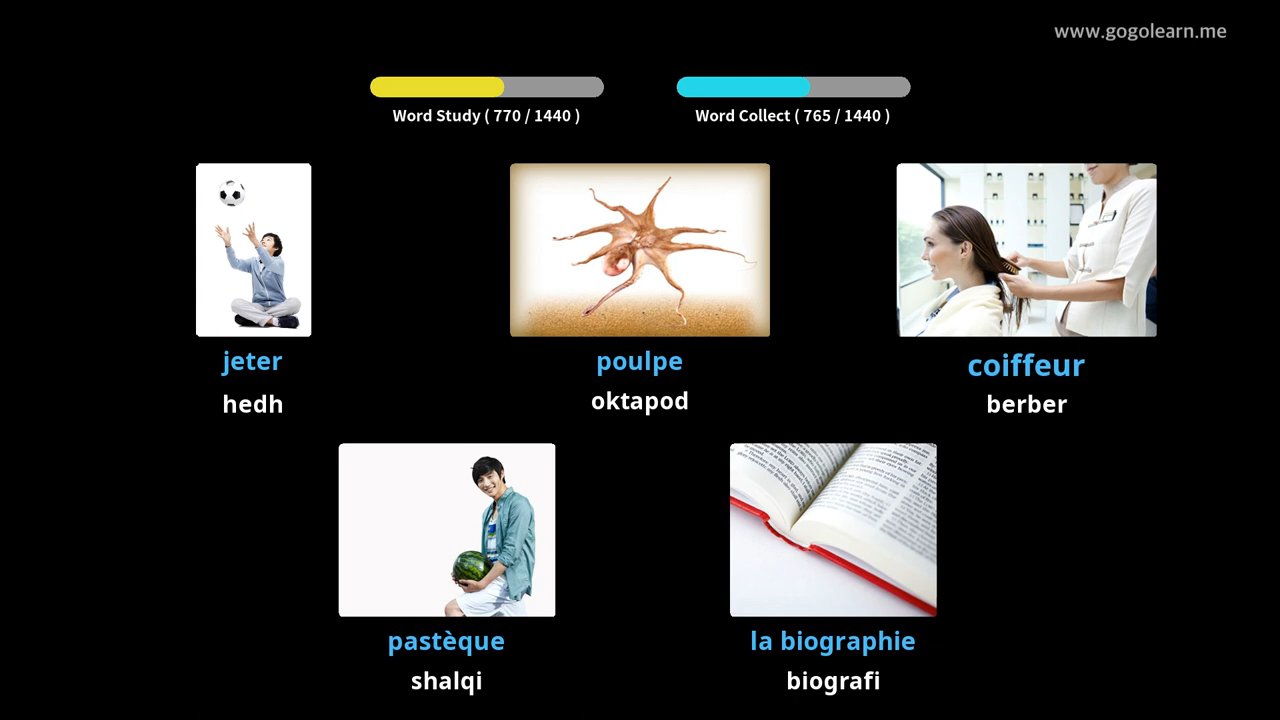 www.gogolearn.me
Word Study ( 770 / 1440 )
Word Collect ( 765 / 1440 )
jeter
hedh
poulpe
oktapod
coiffeur
berber
pastèque
shalqi
la biographie
biografi